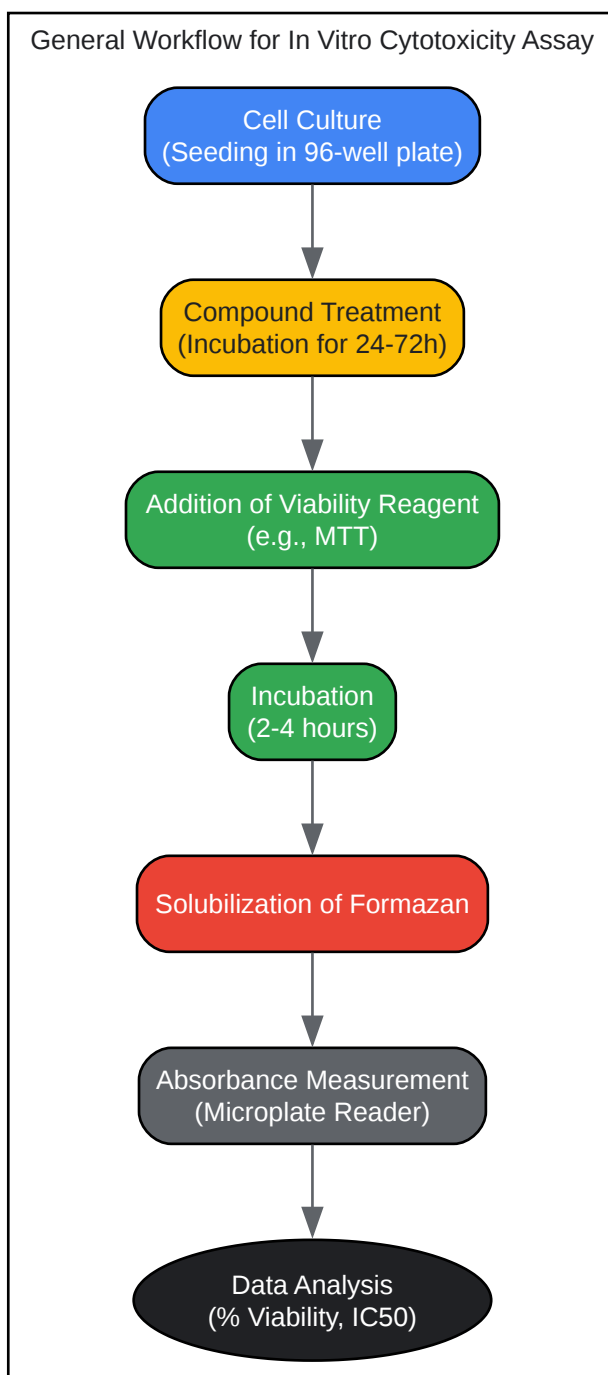 General Workflow for In Vitro Cytotoxicity Assay
Cell Culture
(Seeding in 96-well plate)
Compound Treatment
(Incubation for 24-72h)
Addition of Viability Reagent
(e.g., MTT)
Incubation
(2-4 hours)
Solubilization of Formazan
Absorbance Measurement
(Microplate Reader)
Data Analysis
(% Viability, IC50)